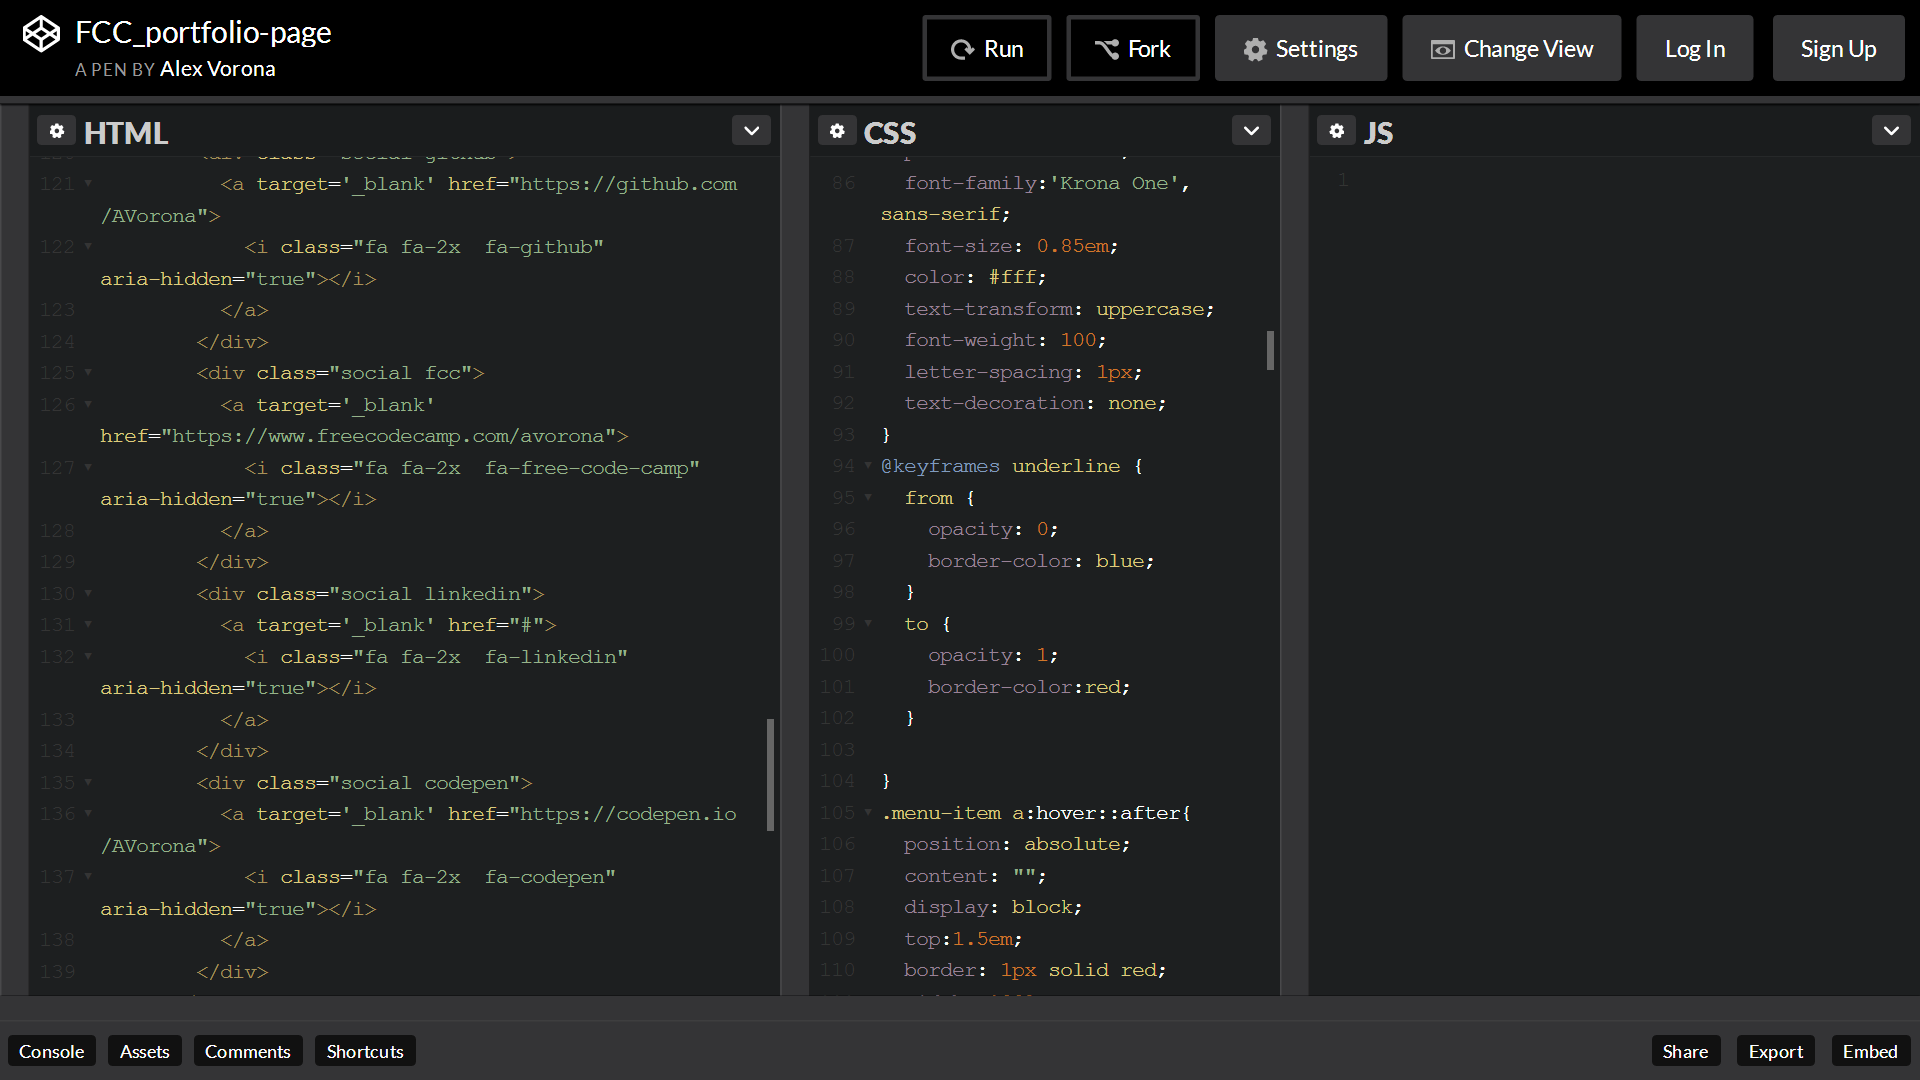 FCC_portfolio-page
A PEN BY Alex Vorona
Run
Fork
Settings
Change View
Log In
Sign Up
HTML
121 <a target='_blank' href="https://github.com
/AVorona">
122 <i class="fa fa-2x  fa-github"
aria-hidden="true"></i>
123 </a>
124 </div>
125 <div class="social fcc">
126 <a target='_blank'
href="https://www.freecodecamp.com/avorona">
127 <i class="fa fa-2x  fa-free-code-camp"
aria-hidden="true"></i>
128 </a>
129 </div>
130 <div class="social linkedin">
131 <a target='_blank' href="#">
132 <i class="fa fa-2x  fa-linkedin"
aria-hidden="true"></i>
133 </a>
134 </div>
135 <div class="social codepen">
136 <a target='_blank' href="https://codepen.io
/AVorona">
137 <i class="fa fa-2x  fa-codepen"
aria-hidden="true"></i>
138 </a>
139 </div>
CSS
86 font-family:'Krona One',
sans-serif;
87 font-size: 0.85em;
88 color: #fff;
89 text-transform: uppercase;
90 font-weight: 100;
91 letter-spacing: 1px;
92 text-decoration: none;
93 }
94 @keyframes underline {
95 from {
96 opacity: 0;
97 border-color: blue;
98 }
99 to {
100 opacity: 1;
101 border-color:red;
102 }
103
104 }
105 .menu-item a:hover::after{
106 position: absolute;
107 content: "";
108 display: block;
109 top:1.5em;
110 border: 1px solid red;
JS
1
Console
Assets
Comments
Shortcuts
Share
Export
Embed